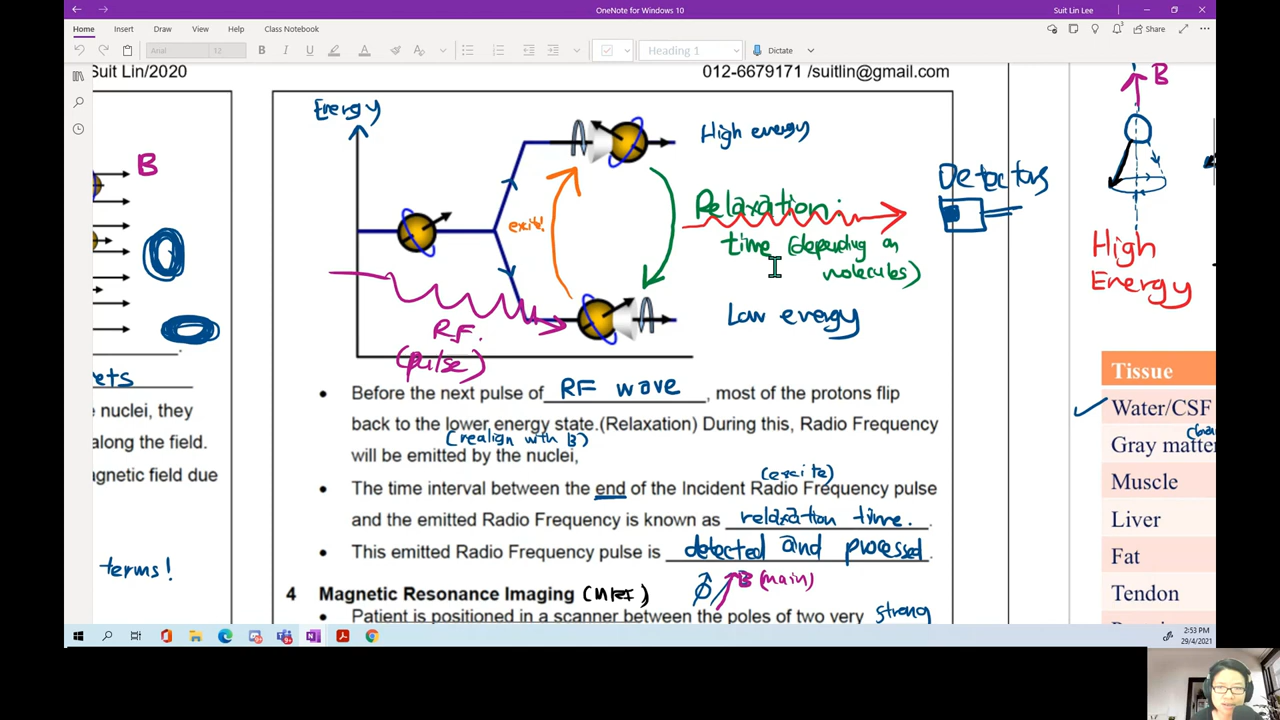 OneNote for Windows 10
Suit Lin Lee
Home
Insert
Draw
View
Help
Class Notebook
Share
Arial
12
B
I
U
A
Heading 1
Dictate
Suit Lin/2020
012-6679171 /suitlin@gmail.com
B
ets
e nuclei, they
along the field.
gnetic field due
terms!
Energy
High energy
excite!
Relaxation.
time (depending on
molecules)
Low energy
R.F.
(pulse)
Detectors
B
High
Energy
Before the next pulse of RF wave, most of the protons flip
back to the lower energy state.(Relaxation) During this, Radio Frequency
(realign with B)
will be emitted by the nuclei,
(excite)
The time interval between the end of the Incident Radio Frequency pulse
and the emitted Radio Frequency is known as relaxation time.
This emitted Radio Frequency pulse is detected and processed.
B (main)
4 Magnetic Resonance Imaging
Patient is positioned in a scanner between the poles of two very strong
Tissue
Water/CSF
Gray matter
Muscle
Liver
Fat
Tendon
2:53 PM
29/4/2021